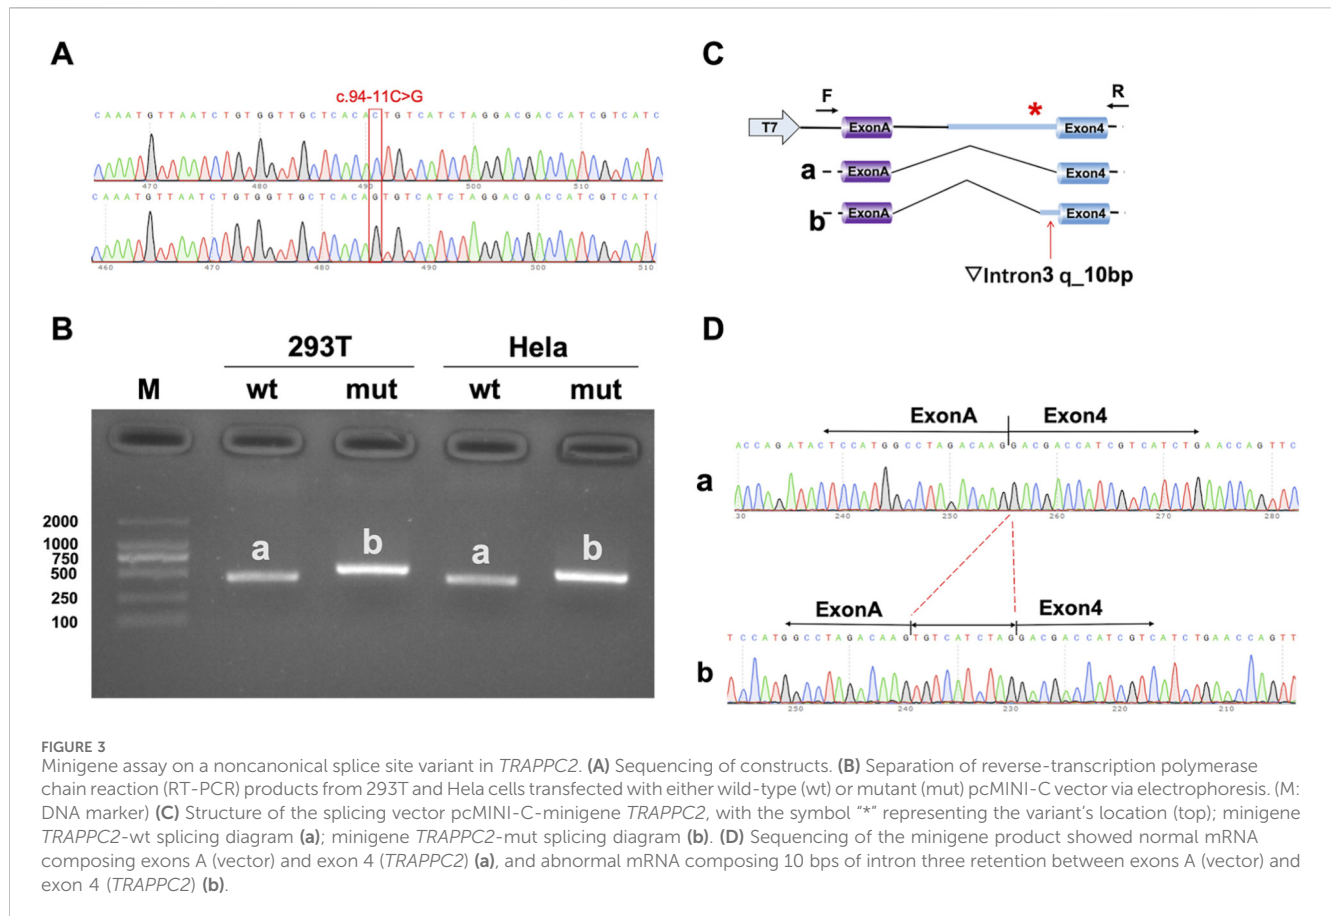 A
c.94-11C>G
C A A A T G T T A A T C T G T G G T T G C T C A C A C T G T C A T C T A G G A C G A C C A T C G T C A T C
470 480 490 500 510
C A A A T G T T A A T C T G T G G T T G C T C A C A G T G T C A T C T A G G A C G A C C A T C G T C A T C
460 470 480 490 500 510
B
293T Hela
M wt mut wt mut
2000
1000
750
500
250
100
a b a b
C
F R
*
T7 ExonA Exon4
a ExonA Exon4
b ExonA Exon4
▽Intron3 q_10bp
D
ExonA Exon4
A C C A G A T A C T C C A T G G C C T A G A C A A G G A C G A C C A T C G T C A T C T G A A C C A G T T C
a
30 240 250 260 270 280
ExonA Exon4
T C C A T G G C C T A G A C A A G T G T C A T C T A G G A C G A C C A T C G T C A T C T G A A C C A G T T
b
250 240 230 220 210
FIGURE 3
Minigene assay on a noncanonical splice site variant in TRAPPC2. (A) Sequencing of constructs. (B) Separation of reverse-transcription polymerase
chain reaction (RT-PCR) products from 293T and Hela cells transfected with either wild-type (wt) or mutant (mut) pcMINI-C vector via electrophoresis. (M:
DNA marker) (C) Structure of the splicing vector pcMINI-C-minigene TRAPPC2, with the symbol "*" representing the variant's location (top); minigene
TRAPPC2-wt splicing diagram (a); minigene TRAPPC2-mut splicing diagram (b). (D) Sequencing of the minigene product showed normal mRNA
composing exons A (vector) and exon 4 (TRAPPC2) (a), and abnormal mRNA composing 10 bps of intron three retention between exons A (vector) and
exon 4 (TRAPPC2) (b).